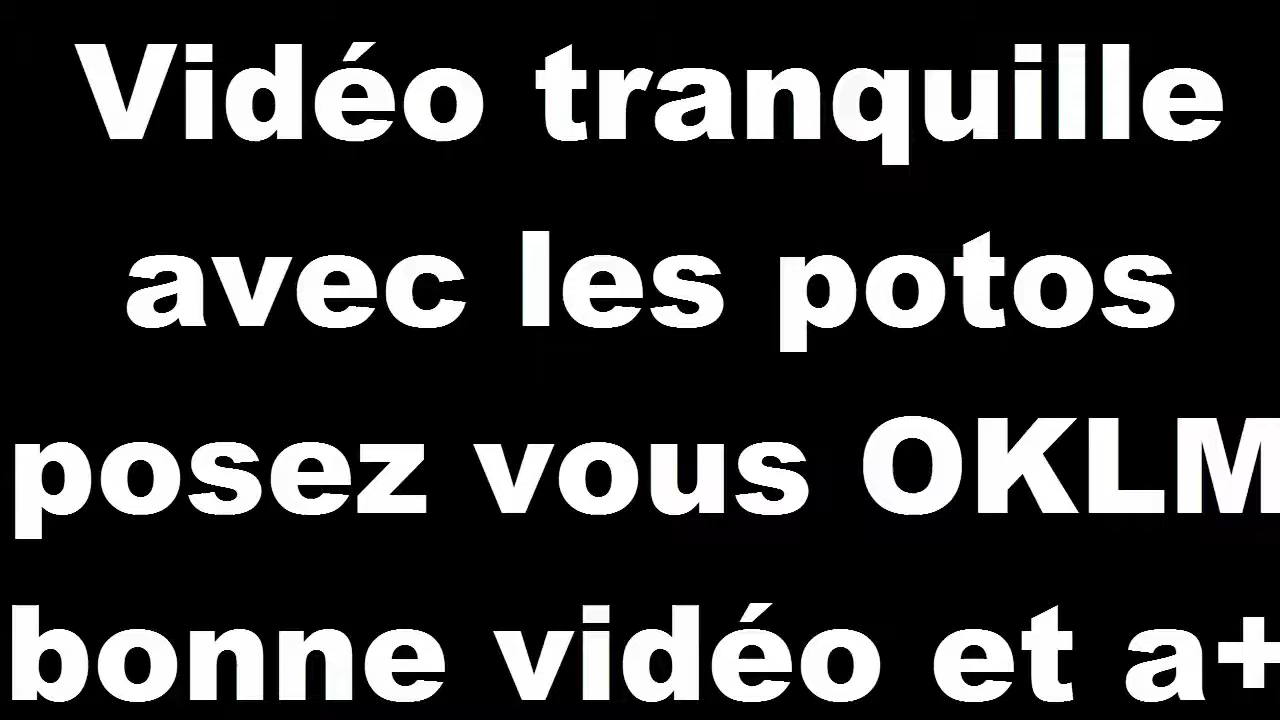 Vidéo tranquille
avec les potos
posez vous OKLM
bonne vidéo et a+